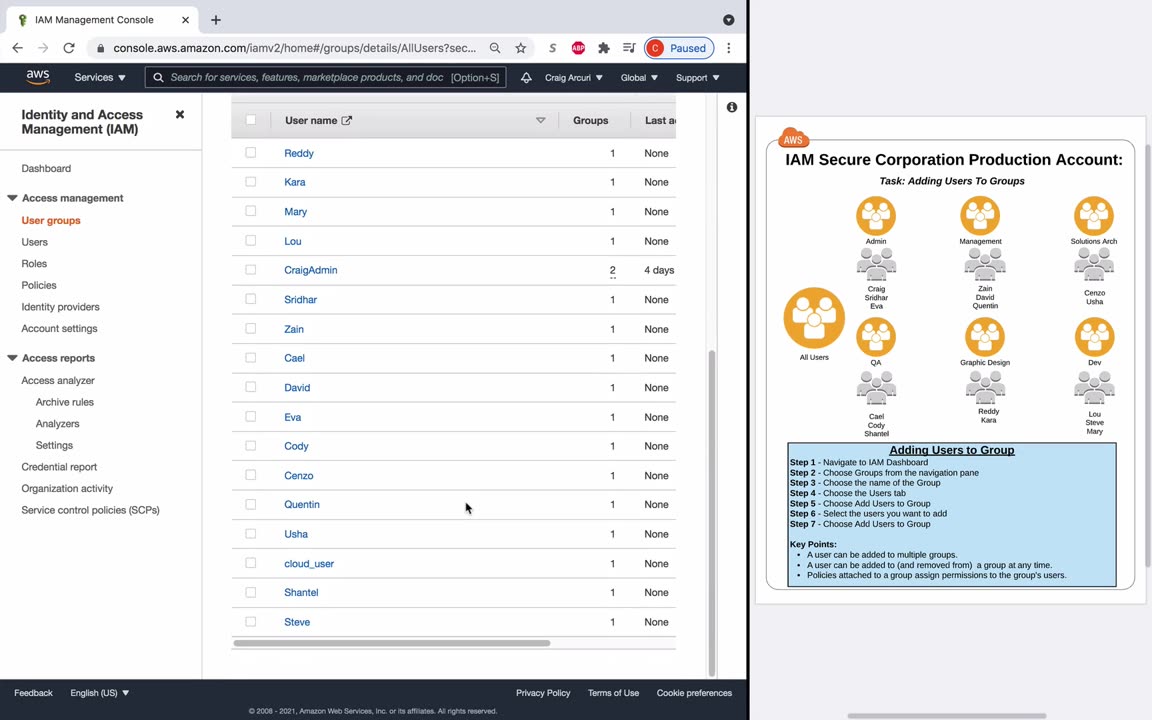 IAM Management Console
console.aws.amazon.com/iamv2/home#/groups/details/AllUsers?sec...
S
ABP
C Paused
aws
Services
Search for services, features, marketplace products, and doc [Option+S]
Craig Arcuri
Global
Support
Identity and Access
Management (IAM)
Dashboard
Access management
User groups
Users
Roles
Policies
Identity providers
Account settings
Access reports
Access analyzer
Archive rules
Analyzers
Settings
Credential report
Organization activity
Service control policies (SCPs)
User name Groups Last a
Reddy 1 None
Kara 1 None
Mary 1 None
Lou 1 None
CraigAdmin 2 4 days
Sridhar 1 None
Zain 1 None
Cael 1 None
David 1 None
Eva 1 None
Cody 1 None
Cenzo 1 None
Quentin 1 None
Usha 1 None
cloud_user 1 None
Shantel 1 None
Steve 1 None
Feedback
English (US)
Privacy Policy
Terms of Use
Cookie preferences
© 2008 - 2021, Amazon Web Services, Inc. or its affiliates. All rights reserved.
AWS
IAM Secure Corporation Production Account:
Task: Adding Users To Groups
Admin
Craig
Sridhar
Eva
Management
Zain
David
Quentin
Solutions Arch
Cenzo
Usha
All Users
QA
Cael
Cody
Shantel
Graphic Design
Reddy
Kara
Dev
Lou
Steve
Mary
Adding Users to Group
Step 1 - Navigate to IAM Dashboard
Step 2 - Choose Groups from the navigation pane
Step 3 - Choose the name of the Group
Step 4 - Choose the Users tab
Step 5 - Choose Add Users to Group
Step 6 - Select the users you want to add
Step 7 - Choose Add Users to Group
Key Points:
• A user can be added to multiple groups.
• A user can be added to (and removed from) a group at any time.
• Policies attached to a group assign permissions to the group's users.